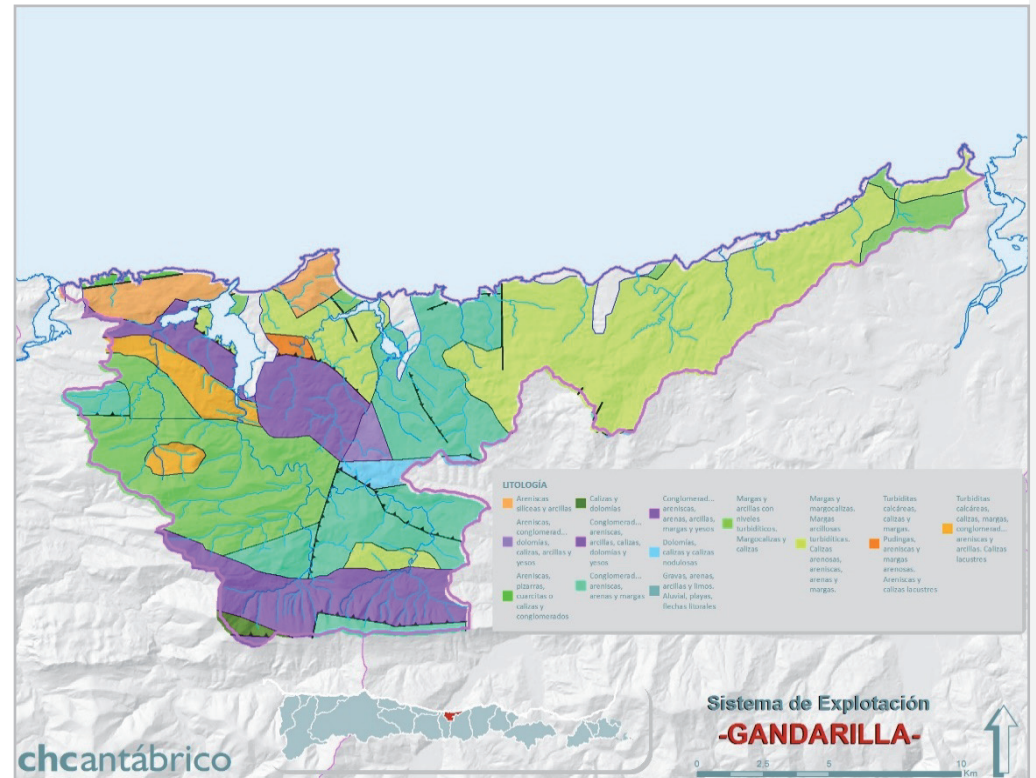 LITOLOGÍA
Areniscas
silíceas y arcillas
Areniscas,
conglomerad...
dolomías,
calizas, arcillas y
yesos
Areniscas,
pizarras,
cuarcitas o
calizas y
conglomerados
Calizas y
dolomías
Conglomerad...
areniscas,
arcillas, calizas,
dolomías y
yesos
Conglomerad...
areniscas,
arenas y margas
Conglomerad...
areniscas,
arenas, arcillas,
margas y yesos
Dolomías,
calizas y calizas
nodulosas
Gravas, arenas,
arcillas y limos.
Aluvial, playas,
flechas litorales
Margas y
arcillas con
niveles
turbidíticos.
Margocalizas y
calizas
Margas y
margocalizas.
Margas
arcillosas
turbidíticas.
Calizas
arenosas,
areniscas,
arenas y
margas.
Turbiditas
calcáreas,
calizas y
margas.
Pudingas,
areniscas y
margas
arenosas.
Areniscas y
calizas lacustres
Turbiditas
calcáreas,
calizas, margas,
conglomerad...
areniscas y
arcillas. Calizas
lacustres
Sistema de Explotación
-GANDARILLA-
chcantábrico
0 2.5 5 10
Km